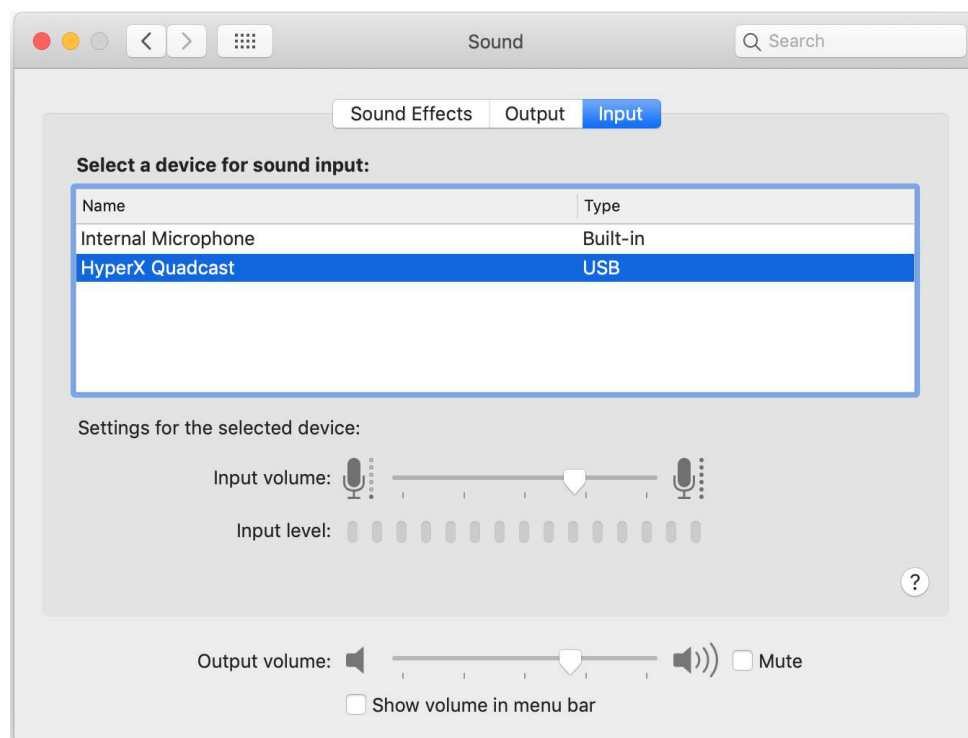 Sound
Search
Sound Effects Output Input
Select a device for sound input:
Name Type
Internal Microphone Built-in
HyperX Quadcast USB
Settings for the selected device:
Input volume:
Input level:
?
Output volume: Mute
Show volume in menu bar